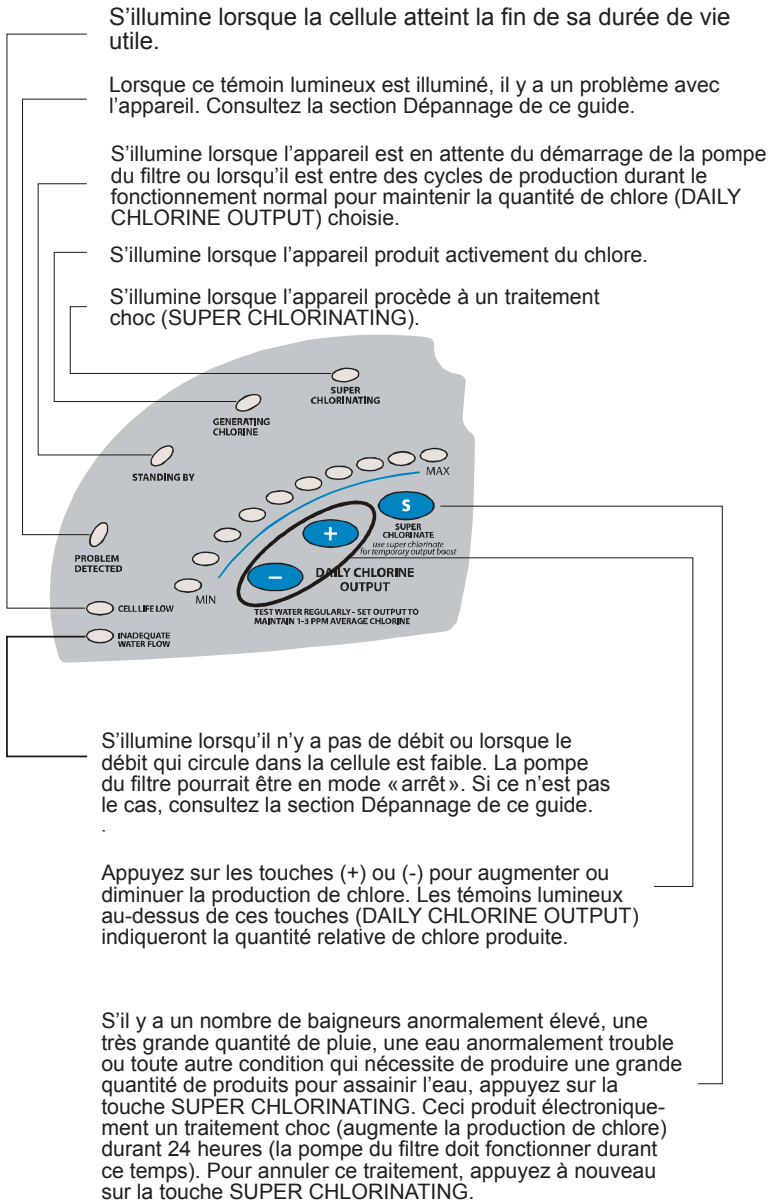 S’illumine lorsque la cellule atteint la fin de sa durée de vie
utile.
Lorsque ce témoin lumineux est illuminé, il y a un problème avec
l’appareil. Consultez la section Dépannage de ce guide.
S’illumine lorsque l’appareil est en attente du démarrage de la pompe
du filtre ou lorsqu’il est entre des cycles de production durant le
fonctionnement normal pour maintenir la quantité de chlore (DAILY
CHLORINE OUTPUT) choisie.
S’illumine lorsque l’appareil produit activement du chlore.
S’illumine lorsque l’appareil procède à un traitement
choc (SUPER CHLORINATING).
SUPER
CHLORINATING
GENERATING
CHLORINE
STANDING BY
PROBLEM
DETECTED
CELL LIFE LOW
INADEQUATE
WATER FLOW
MIN
MAX
S
SUPER
CHLORINATE
use super chlorinate
for temporary output boost
+
−
DAILY CHLORINE
OUTPUT
TEST WATER REGULARLY - SET OUTPUT TO
MAINTAIN 1-3 PPM AVERAGE CHLORINE
S’illumine lorsqu’il n’y a pas de débit ou lorsque le
débit qui circule dans la cellule est faible. La pompe
du filtre pourrait être en mode « arrêt ». Si ce n’est pas
le cas, consultez la section Dépannage de ce guide.
.
Appuyez sur les touches (+) ou (-) pour augmenter ou
diminuer la production de chlore. Les témoins lumineux
au-dessus de ces touches (DAILY CHLORINE OUTPUT)
indiqueront la quantité relative de chlore produite.
S’il y a un nombre de baigneurs anormalement élevé, une
très grande quantité de pluie, une eau anormalement trouble
ou toute autre condition qui nécessite de produire une grande
quantité de produits pour assainir l’eau, appuyez sur la
touche SUPER CHLORINATING. Ceci produit électronique-
ment un traitement choc (augmente la production de chlore)
durant 24 heures (la pompe du filtre doit fonctionner durant
ce temps). Pour annuler ce traitement, appuyez à nouveau
sur la touche SUPER CHLORINATING.